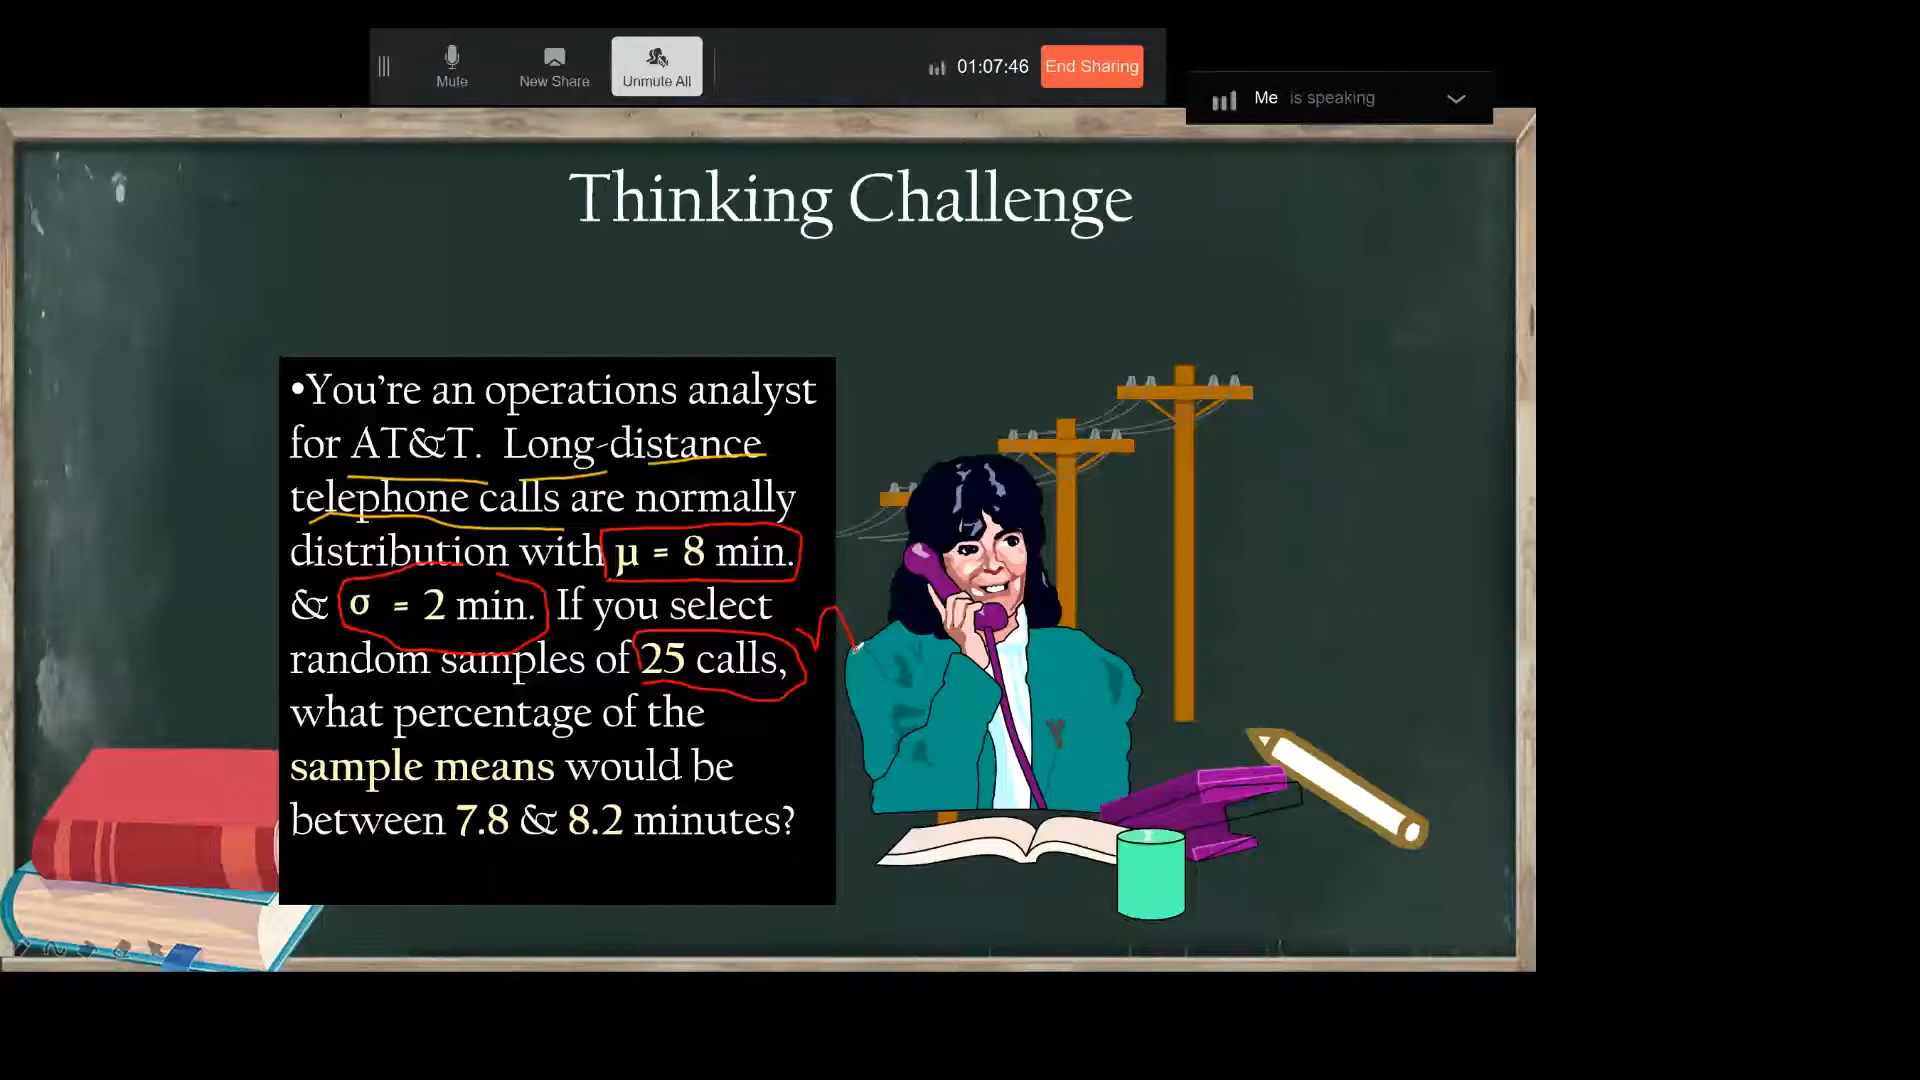 Mute
New Share
Unmute All
01:07:46
End Sharing
Me is speaking
Thinking Challenge
•You're an operations analyst
for AT&T. Long-distance
telephone calls are normally
distribution with µ = 8 min.
& σ = 2 min. If you select
random samples of 25 calls,
what percentage of the
sample means would be
between 7.8 & 8.2 minutes?